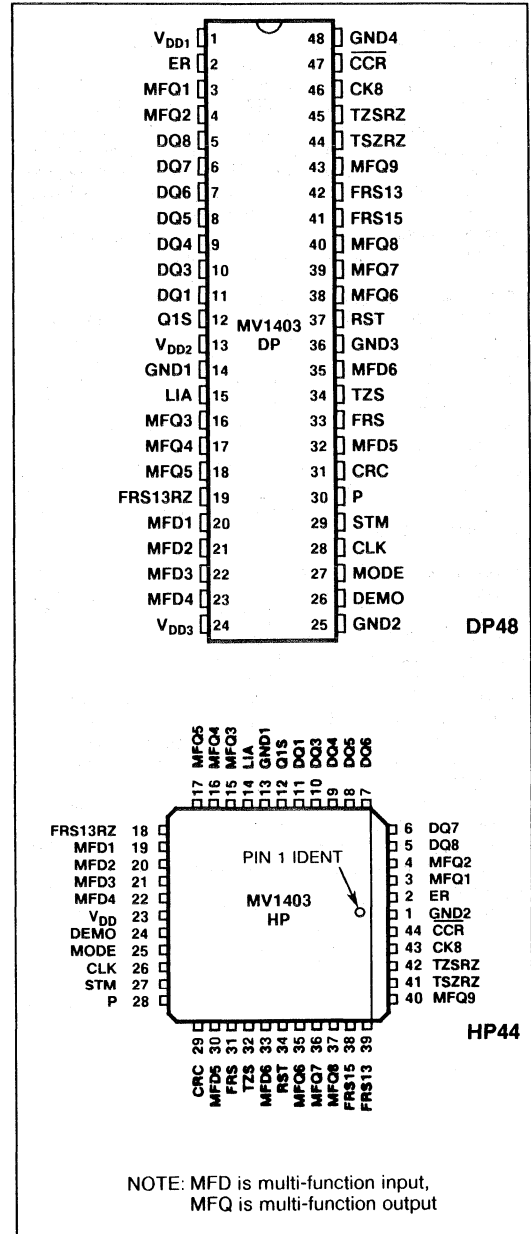 VDD1 1 48 GND4
ER 2 47 CCR
MFQ1 3 46 CK8
MFQ2 4 45 TZSRZ
DQ8 5 44 TSZRZ
DQ7 6 43 MFQ9
DQ6 7 42 FRS13
DQ5 8 41 FRS15
DQ4 9 40 MFQ8
DQ3 10 39 MFQ7
DQ1 11 38 MFQ6
Q1S 12 37 RST
MV1403
DP
VDD2 13 36 GND3
GND1 14 35 MFD6
LIA 15 34 TZS
MFQ3 16 33 FRS
MFQ4 17 32 MFD5
MFQ5 18 31 CRC
FRS13RZ 19 30 P
MFD1 20 29 STM
MFD2 21 28 CLK
MFD3 22 27 MODE
MFD4 23 26 DEMO
VDD3 24 25 GND2
DP48
MFQ5 MFQ4 MFQ3 LIA GND1 Q1S DQ1 DQ3 DQ4 DQ5 DQ6
17 16 15 14 13 12 11 10 9 8 7
FRS13RZ 18
MFD1 19
MFD2 20
MFD3 21
MFD4 22
VDD 23
DEMO 24
MODE 25
CLK 26
STM 27
P 28
PIN 1 IDENT
MV1403
HP
6 DQ7
5 DQ8
4 MFQ2
3 MFQ1
2 ER
1 GND2
44 CCR
43 CK8
42 TZSRZ
41 TSZRZ
40 MFQ9
HP44
29 30 31 32 33 34 35 36 37 38 39
CRC MFD5 FRS TZS MFD6 RST MFQ6 MFQ7 MFQ8 FRS15 FRS13
NOTE: MFD is multi-function input,
MFQ is multi-function output